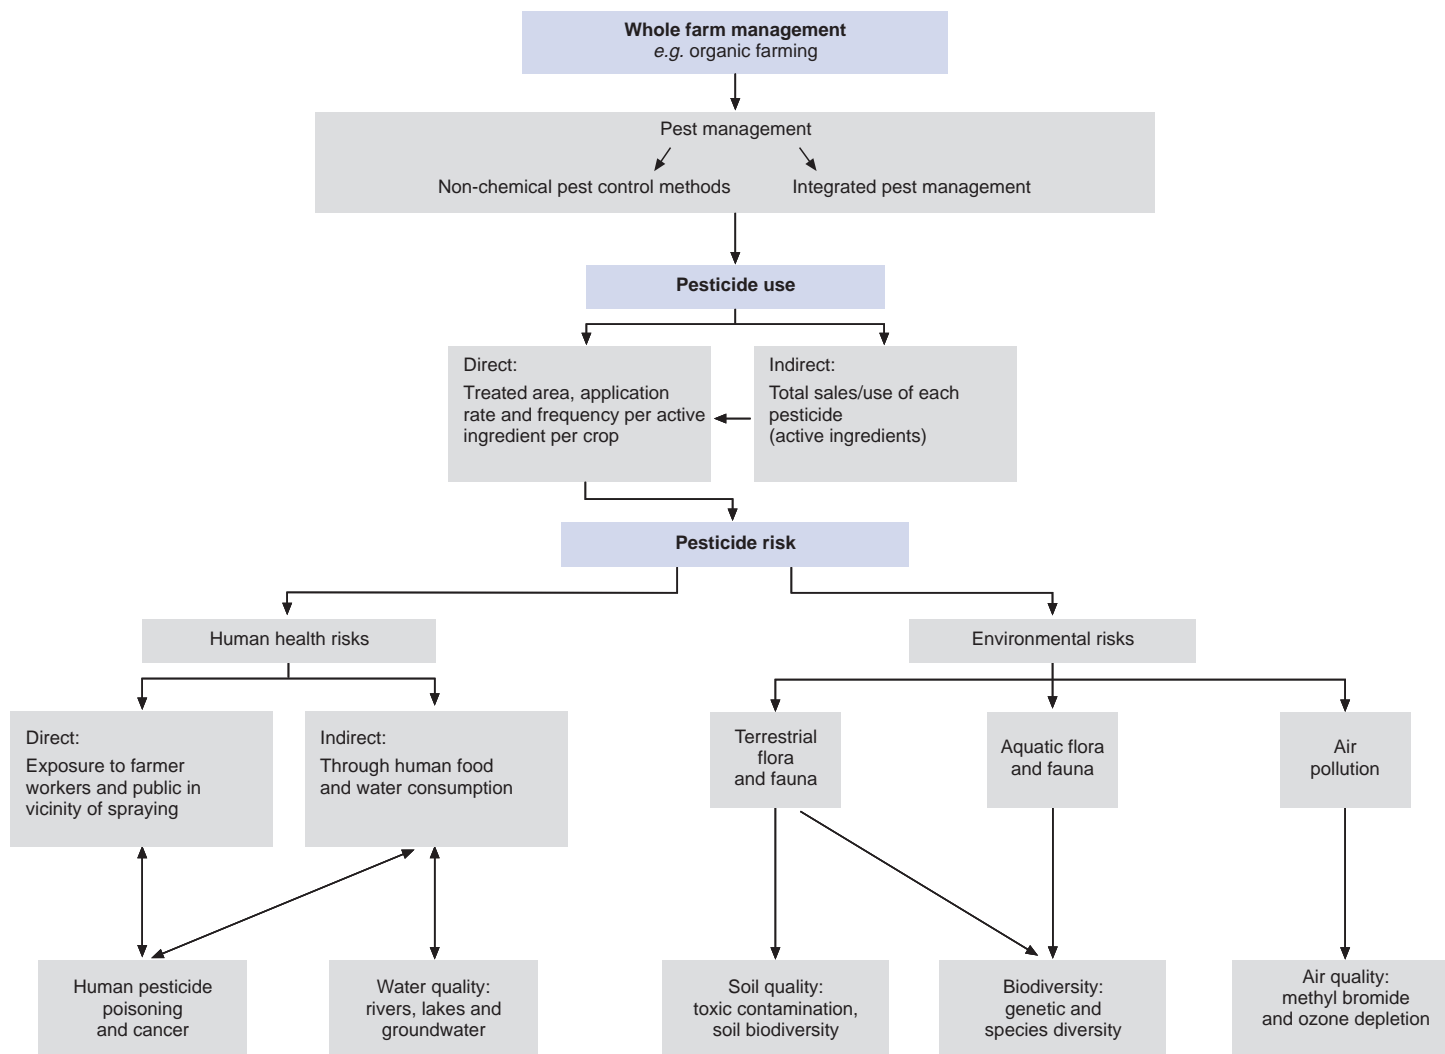 Whole farm management
e.g. organic farming
Pest management
Non-chemical pest control methods
Integrated pest management
Pesticide use
Direct:
Treated area, application
rate and frequency per active
ingredient per crop
Indirect:
Total sales/use of each
pesticide
(active ingredients)
Pesticide risk
Human health risks
Environmental risks
Direct:
Exposure to farmer
workers and public in
vicinity of spraying
Indirect:
Through human food
and water consumption
Terrestrial
flora
and fauna
Aquatic flora
and fauna
Air
pollution
Human pesticide
poisoning
and cancer
Water quality:
rivers, lakes and
groundwater
Soil quality:
toxic contamination,
soil biodiversity
Biodiversity:
genetic and
species diversity
Air quality:
methyl bromide
and ozone depletion